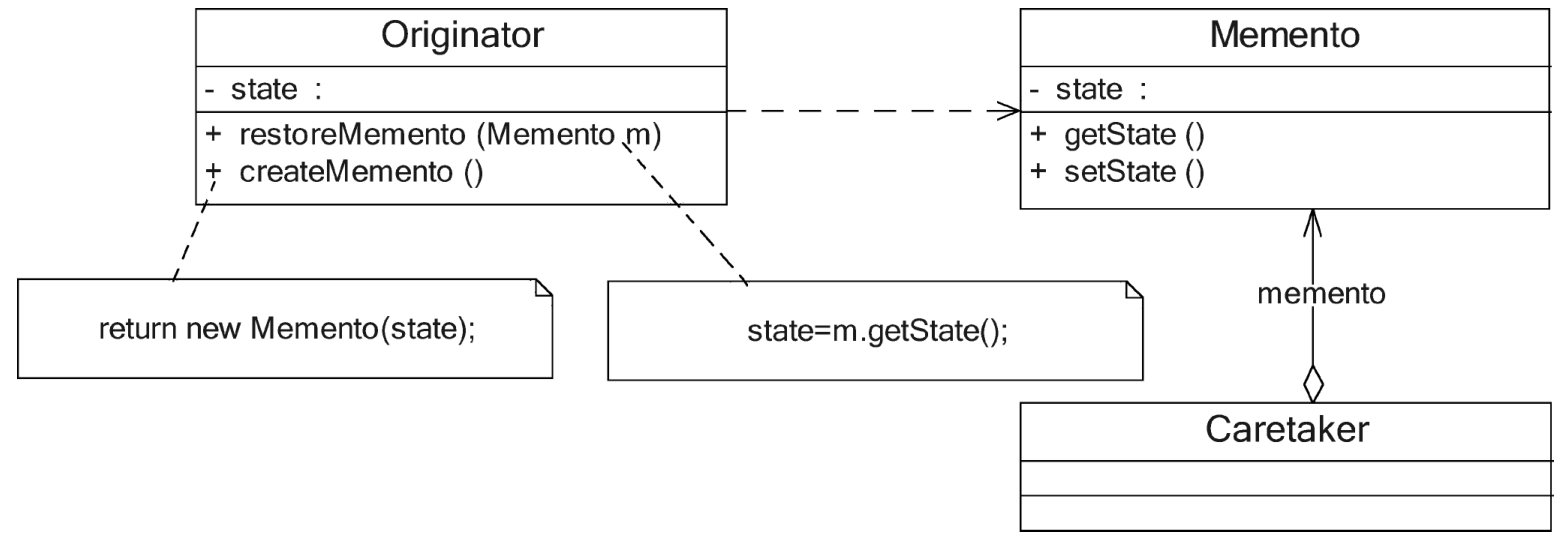 Originator
- state :
+ restoreMemento (Memento m)
+ createMemento ()
Memento
- state :
+ getState ()
+ setState ()
return new Memento(state);
state=m.getState();
memento
Caretaker